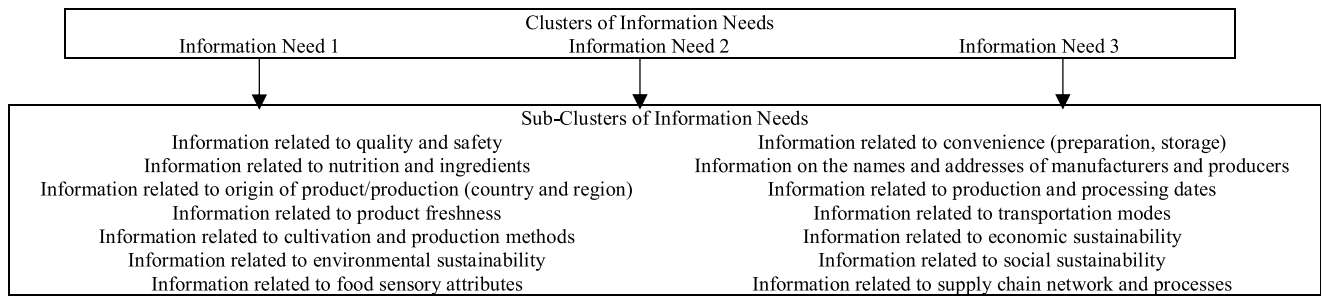 Clusters of Information Needs
Information Need 1 Information Need 2 Information Need 3
Sub-Clusters of Information Needs
Information related to quality and safety
Information related to nutrition and ingredients
Information related to origin of product/production (country and region)
Information related to product freshness
Information related to cultivation and production methods
Information related to environmental sustainability
Information related to food sensory attributes
Information related to convenience (preparation, storage)
Information on the names and addresses of manufacturers and producers
Information related to production and processing dates
Information related to transportation modes
Information related to economic sustainability
Information related to social sustainability
Information related to supply chain network and processes